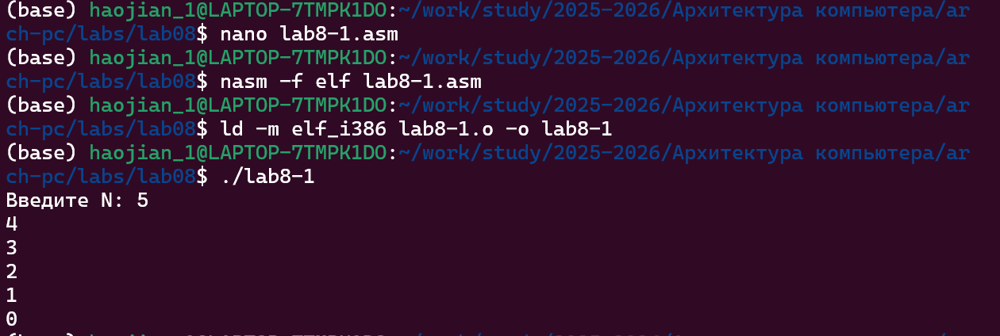 (base) haojian_1@LAPTOP-7TMPK1DO:~/work/study/2025-2026/Архитектура компьютера/ar
ch-pc/labs/lab08$ nano lab8-1.asm
(base) haojian_1@LAPTOP-7TMPK1DO:~/work/study/2025-2026/Архитектура компьютера/ar
ch-pc/labs/lab08$ nasm -f elf lab8-1.asm
(base) haojian_1@LAPTOP-7TMPK1DO:~/work/study/2025-2026/Архитектура компьютера/ar
ch-pc/labs/lab08$ ld -m elf_i386 lab8-1.o -o lab8-1
(base) haojian_1@LAPTOP-7TMPK1DO:~/work/study/2025-2026/Архитектура компьютера/ar
ch-pc/labs/lab08$ ./lab8-1
Введите N: 5
4
3
2
1
0